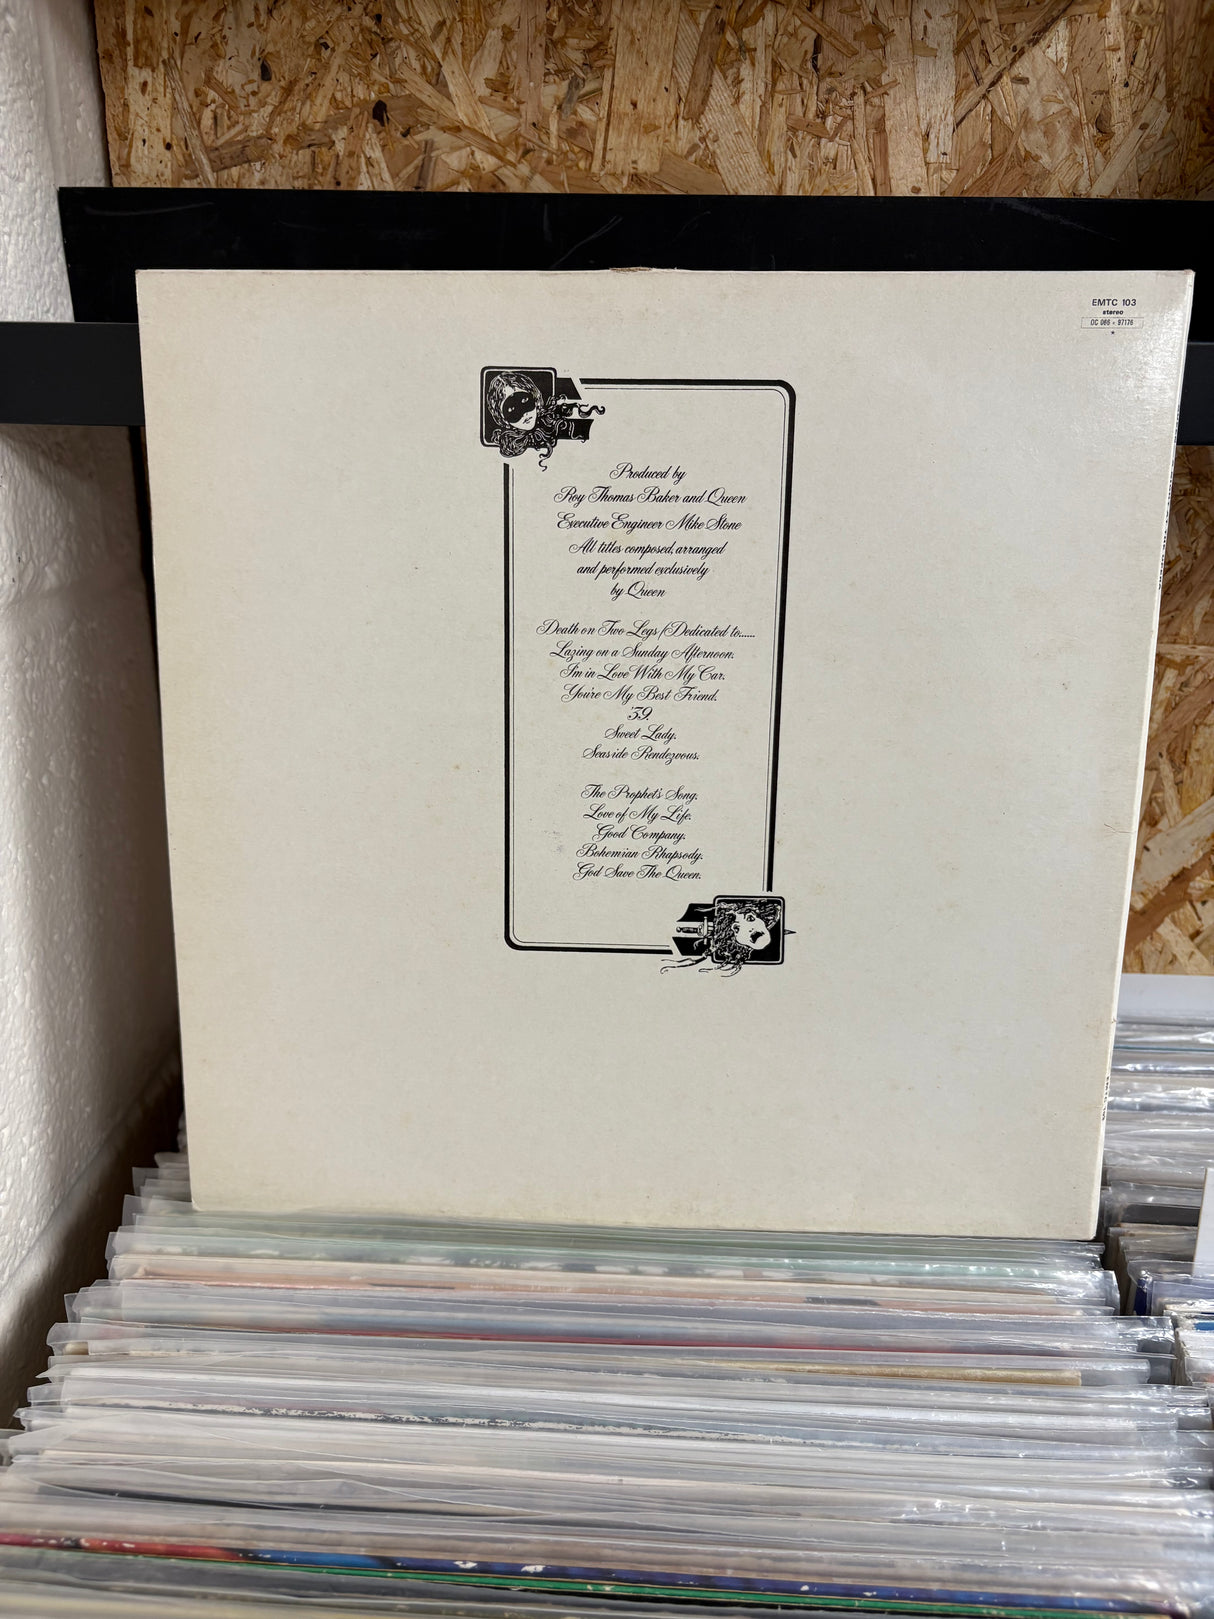 EMTC 103
stereo
OC 066 - 97176
*
Produced by
Roy Thomas Baker and Queen
Executive Engineer Mike Stone
All titles composed, arranged
and performed exclusively
by Queen
Death on Two Legs (Dedicated to......
Lazing on a Sunday Afternoon.
I'm in Love With My Car.
You're My Best Friend.
'39.
Sweet Lady.
Seaside Rendezvous.
The Prophet's Song.
Love of My Life.
Good Company.
Bohemian Rhapsody.
God Save The Queen.